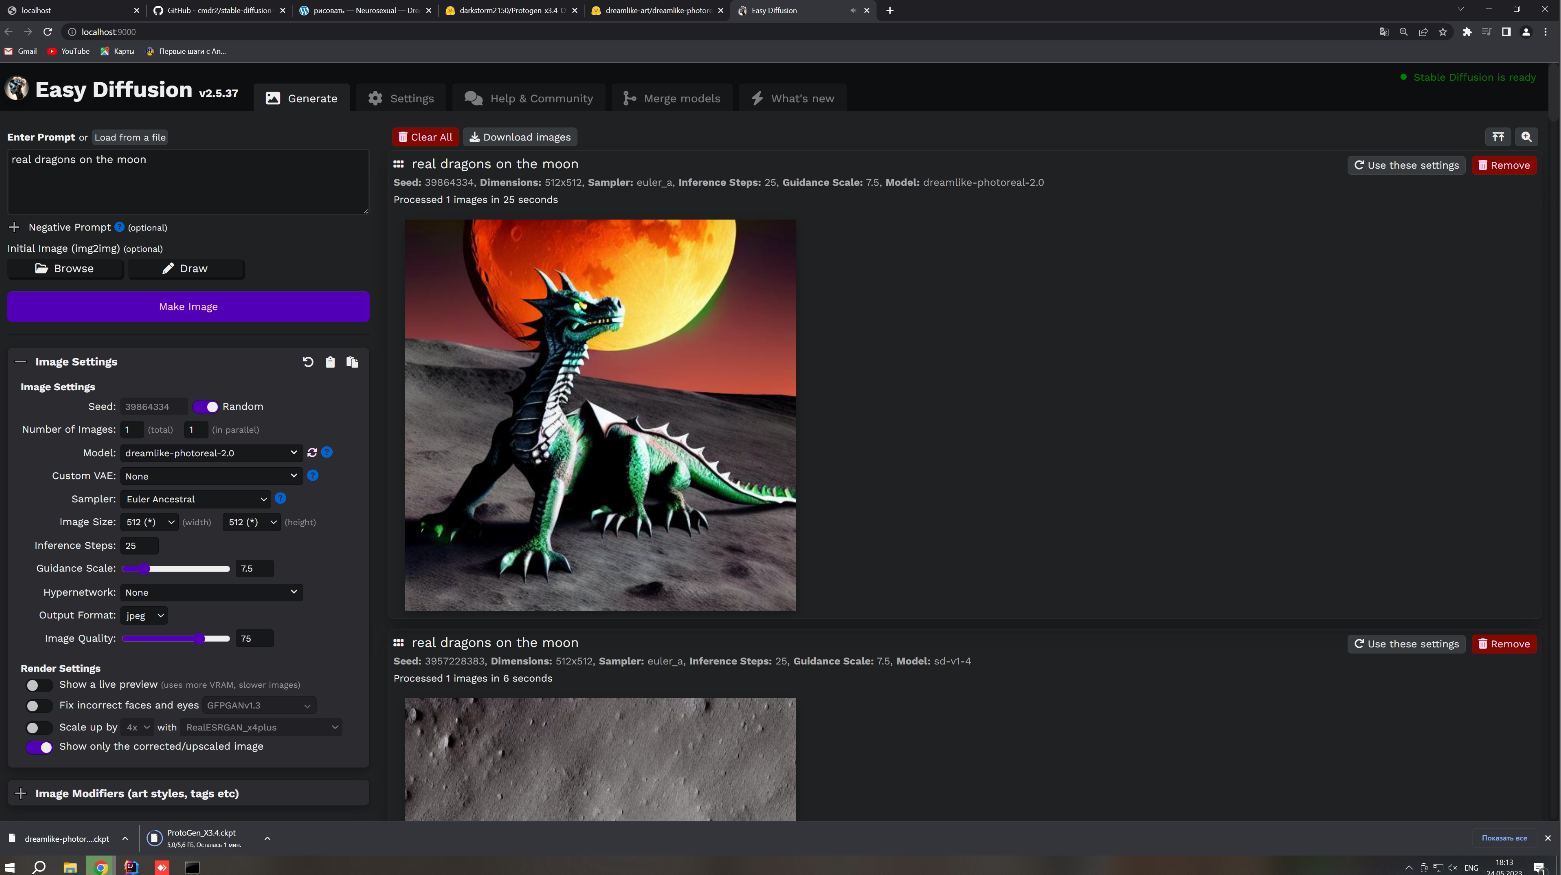 localhost
GitHub - cmdr2/stable-diffusion
рисовать — Neurosexual — Dre
darkstorm2150/Protogen_x3.4_O
dreamlike-art/dreamlike-photore
Easy Diffusion
localhost:9000
Gmail
YouTube
Карты
Первые шаги с An...
Easy Diffusion v2.5.37
Generate
Settings
Help & Community
Merge models
What's new
Stable Diffusion is ready
Enter Prompt or Load from a file
real dragons on the moon
Negative Prompt ? (optional)
Initial Image (img2img) (optional)
Browse
Draw
Make Image
Image Settings
Image Settings
Seed: 39864334 Random
Number of Images: 1 (total) 1 (in parallel)
Model: dreamlike-photoreal-2.0 ?
Custom VAE: None ?
Sampler: Euler Ancestral ?
Image Size: 512 (*) (width) 512 (*) (height)
Inference Steps: 25
Guidance Scale: 7.5
Hypernetwork: None
Output Format: jpeg
Image Quality: 75
Render Settings
Show a live preview (uses more VRAM, slower images)
Fix incorrect faces and eyes GFPGANv1.3
Scale up by 4x with RealESRGAN_x4plus
Show only the corrected/upscaled image
Image Modifiers (art styles, tags etc)
Clear All
Download images
real dragons on the moon
Use these settings
Remove
Seed: 39864334, Dimensions: 512x512, Sampler: euler_a, Inference Steps: 25, Guidance Scale: 7.5, Model: dreamlike-photoreal-2.0
Processed 1 images in 25 seconds
real dragons on the moon
Use these settings
Remove
Seed: 3957228383, Dimensions: 512x512, Sampler: euler_a, Inference Steps: 25, Guidance Scale: 7.5, Model: sd-v1-4
Processed 1 images in 6 seconds
dreamlike-photor....ckpt
ProtoGen_X3.4.ckpt
5,0/5,6 ГБ, Осталась 1 мин.
Показать все
ENG
18:13
24.05.2023